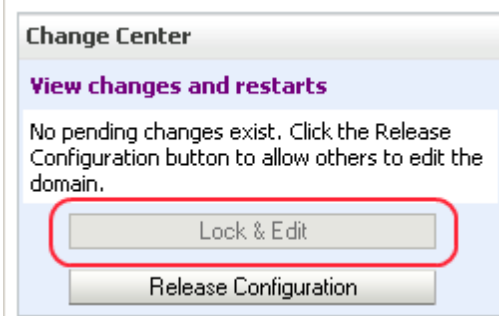 Change Center
View changes and restarts
No pending changes exist. Click the Release
Configuration button to allow others to edit the
domain.
Lock & Edit
Release Configuration